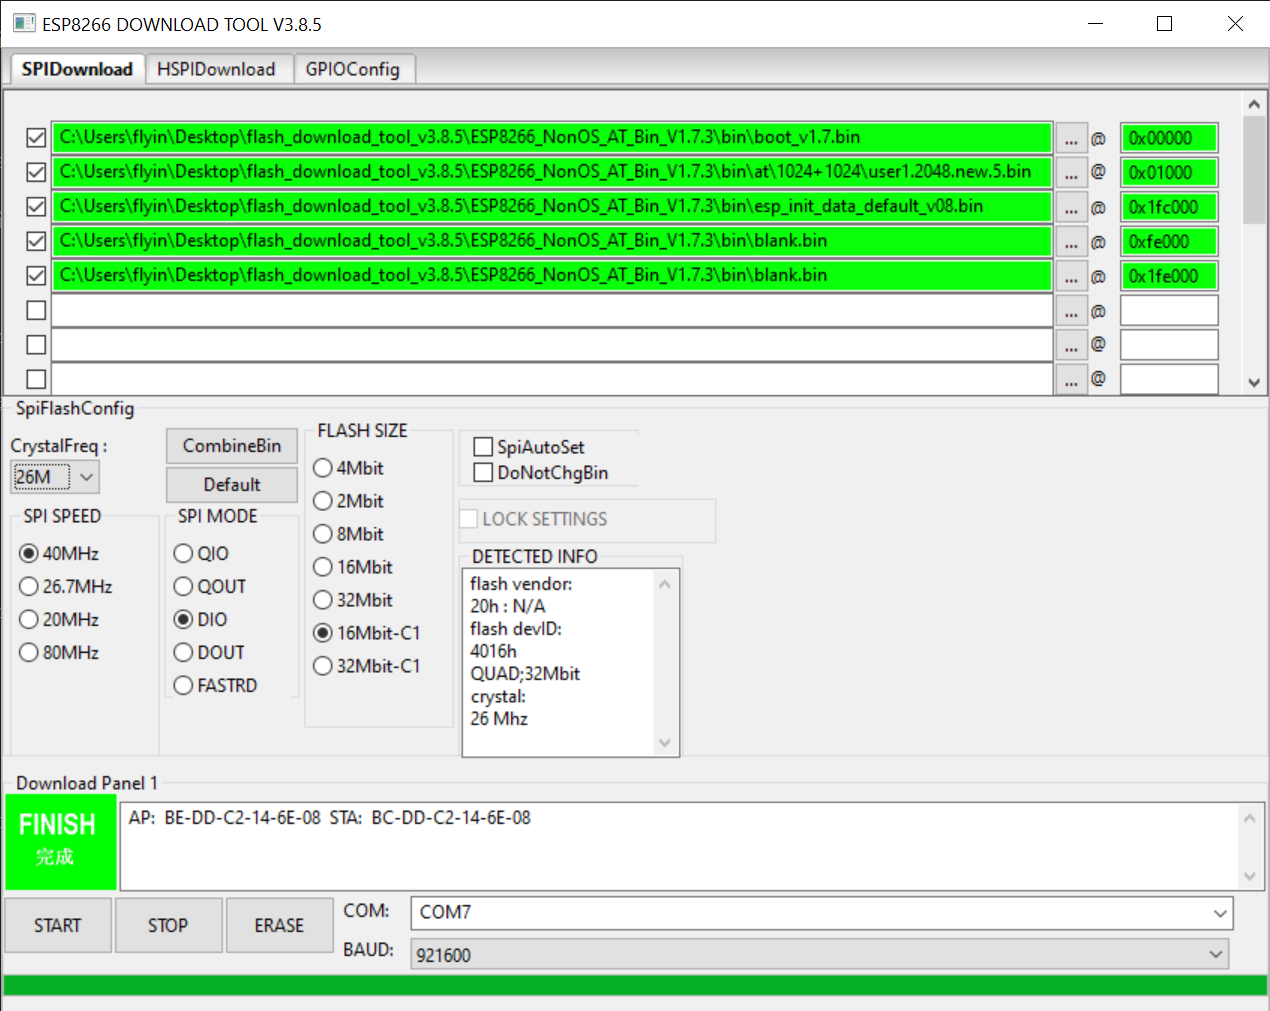 ESP8266 DOWNLOAD TOOL V3.8.5
SPIDownload HSPIDownload GPIOConfig
C:\Users\flyin\Desktop\flash_download_tool_v3.8.5\ESP8266_NonOS_AT_Bin_V1.7.3\bin\boot_v1.7.bin ... @ 0x00000
C:\Users\flyin\Desktop\flash_download_tool_v3.8.5\ESP8266_NonOS_AT_Bin_V1.7.3\bin\at\1024+1024\user1.2048.new.5.bin ... @ 0x01000
C:\Users\flyin\Desktop\flash_download_tool_v3.8.5\ESP8266_NonOS_AT_Bin_V1.7.3\bin\esp_init_data_default_v08.bin ... @ 0x1fc000
C:\Users\flyin\Desktop\flash_download_tool_v3.8.5\ESP8266_NonOS_AT_Bin_V1.7.3\bin\blank.bin ... @ 0xfe000
C:\Users\flyin\Desktop\flash_download_tool_v3.8.5\ESP8266_NonOS_AT_Bin_V1.7.3\bin\blank.bin ... @ 0x1fe000
... @
... @
... @
SpiFlashConfig
CrystalFreq :
26M
CombineBin
Default
SPI SPEED
40MHz
26.7MHz
20MHz
80MHz
SPI MODE
QIO
QOUT
DIO
DOUT
FASTRD
FLASH SIZE
4Mbit
2Mbit
8Mbit
16Mbit
32Mbit
16Mbit-C1
32Mbit-C1
SpiAutoSet
DoNotChgBin
LOCK SETTINGS
DETECTED INFO
flash vendor:
20h : N/A
flash devID:
4016h
QUAD;32Mbit
crystal:
26 Mhz
Download Panel 1
FINISH
完成
AP: BE-DD-C2-14-6E-08 STA: BC-DD-C2-14-6E-08
START STOP ERASE
COM: COM7
BAUD: 921600